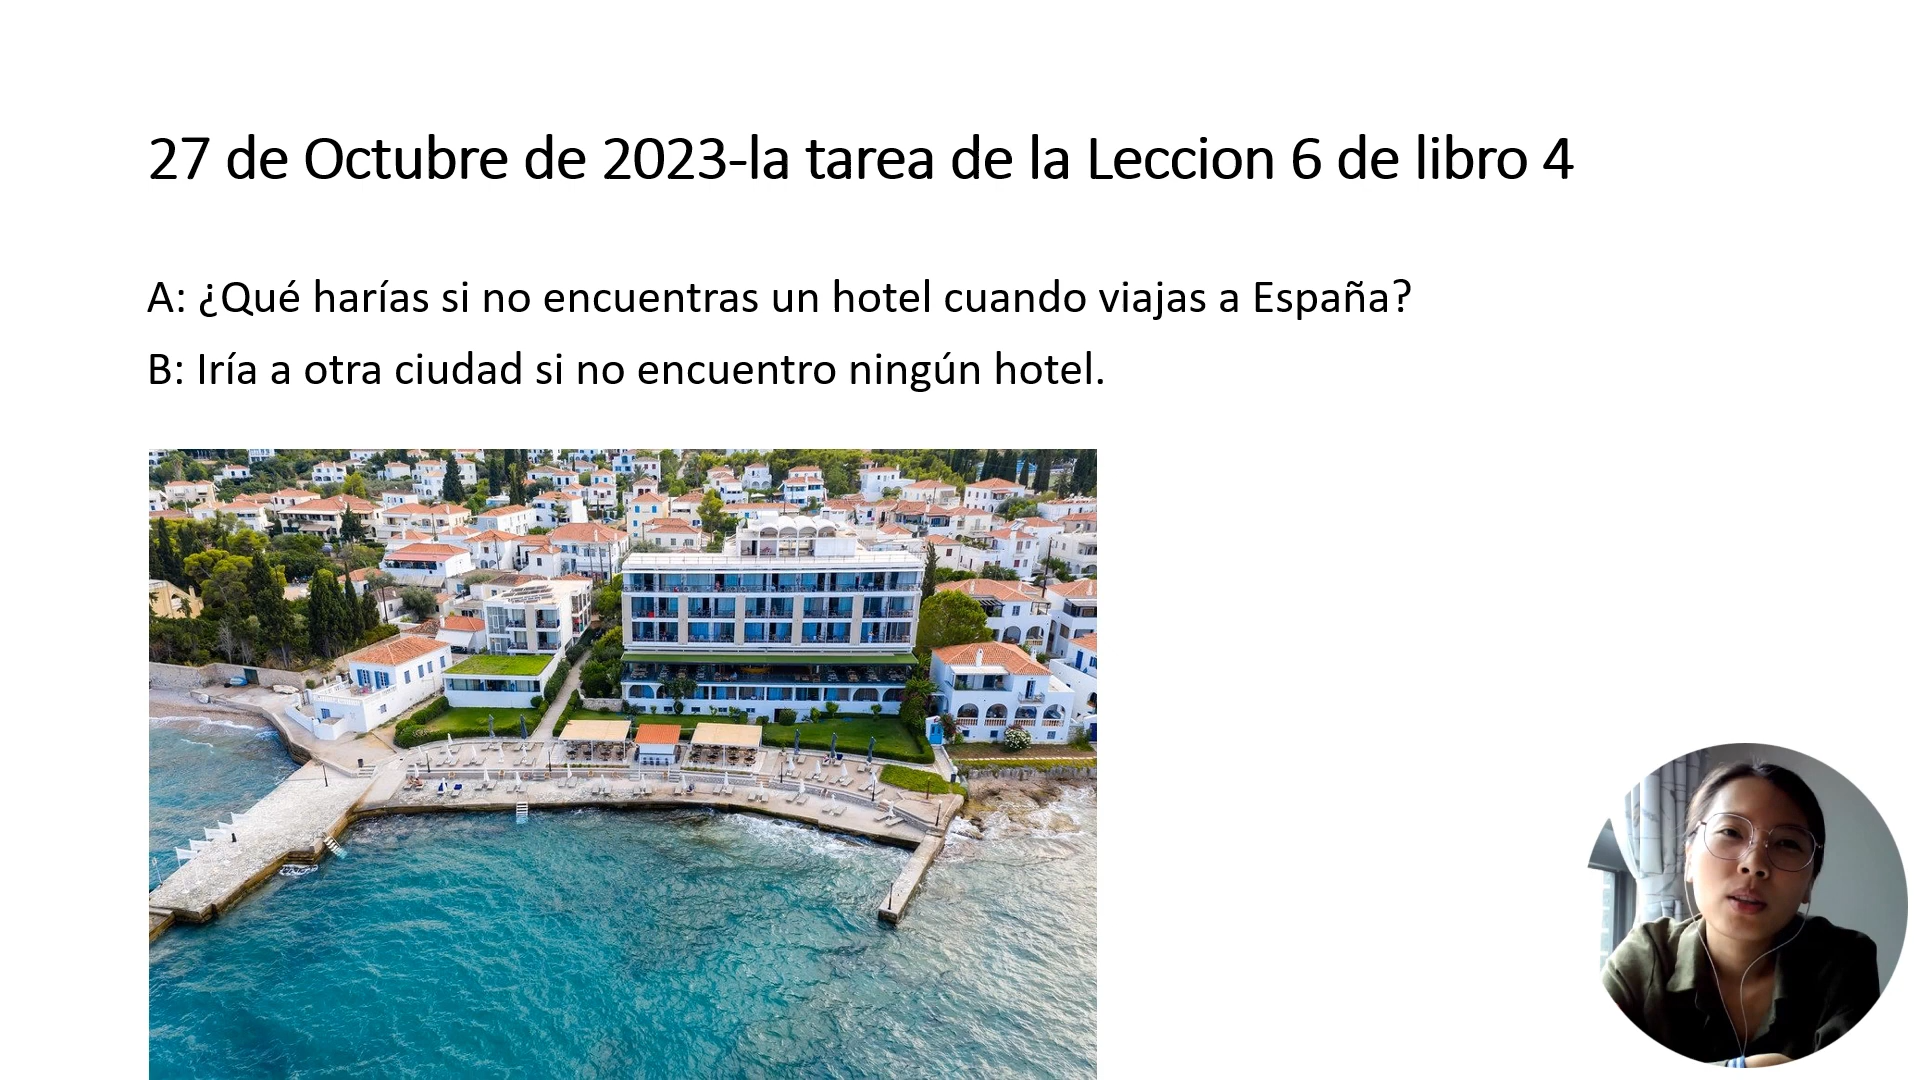 27 de Octubre de 2023-la tarea de la Leccion 6 de libro 4
A: ¿Qué harías si no encuentras un hotel cuando viajas a España?
B: Iría a otra ciudad si no encuentro ningún hotel.